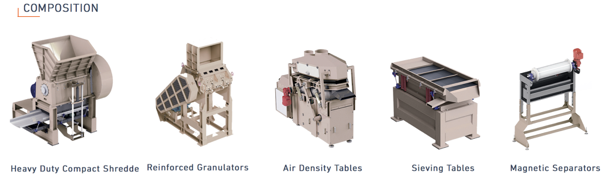 COMPOSITION
Heavy Duty Compact Shredde
Reinforced Granulators
Air Density Tables
Sieving Tables
Magnetic Separators